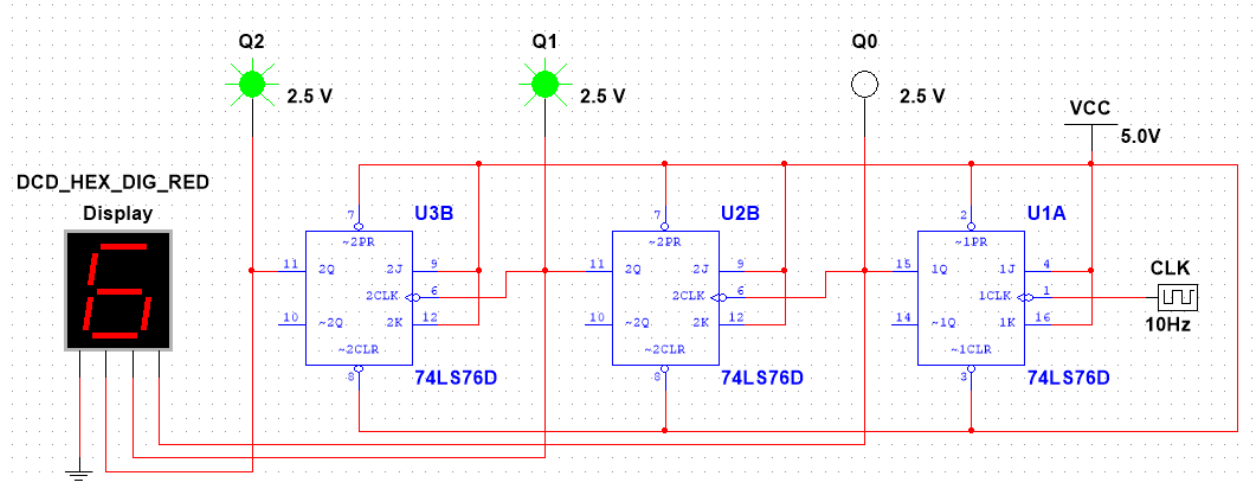 Q2
Q1
Q0
2.5 V
2.5 V
2.5 V
VCC
5.0V
DCD_HEX_DIG_RED
Display
6
7
U3B
~2PR
11
2Q
2J
9
2CLK
6
10
~2Q
2K
12
~2CLR
8
74LS76D
7
U2B
~2PR
11
2Q
2J
9
2CLK
6
10
~2Q
2K
12
~2CLR
8
74LS76D
2
U1A
~1PR
15
1Q
1J
4
1CLK
1
14
~1Q
1K
16
~1CLR
3
74LS76D
CLK
10Hz